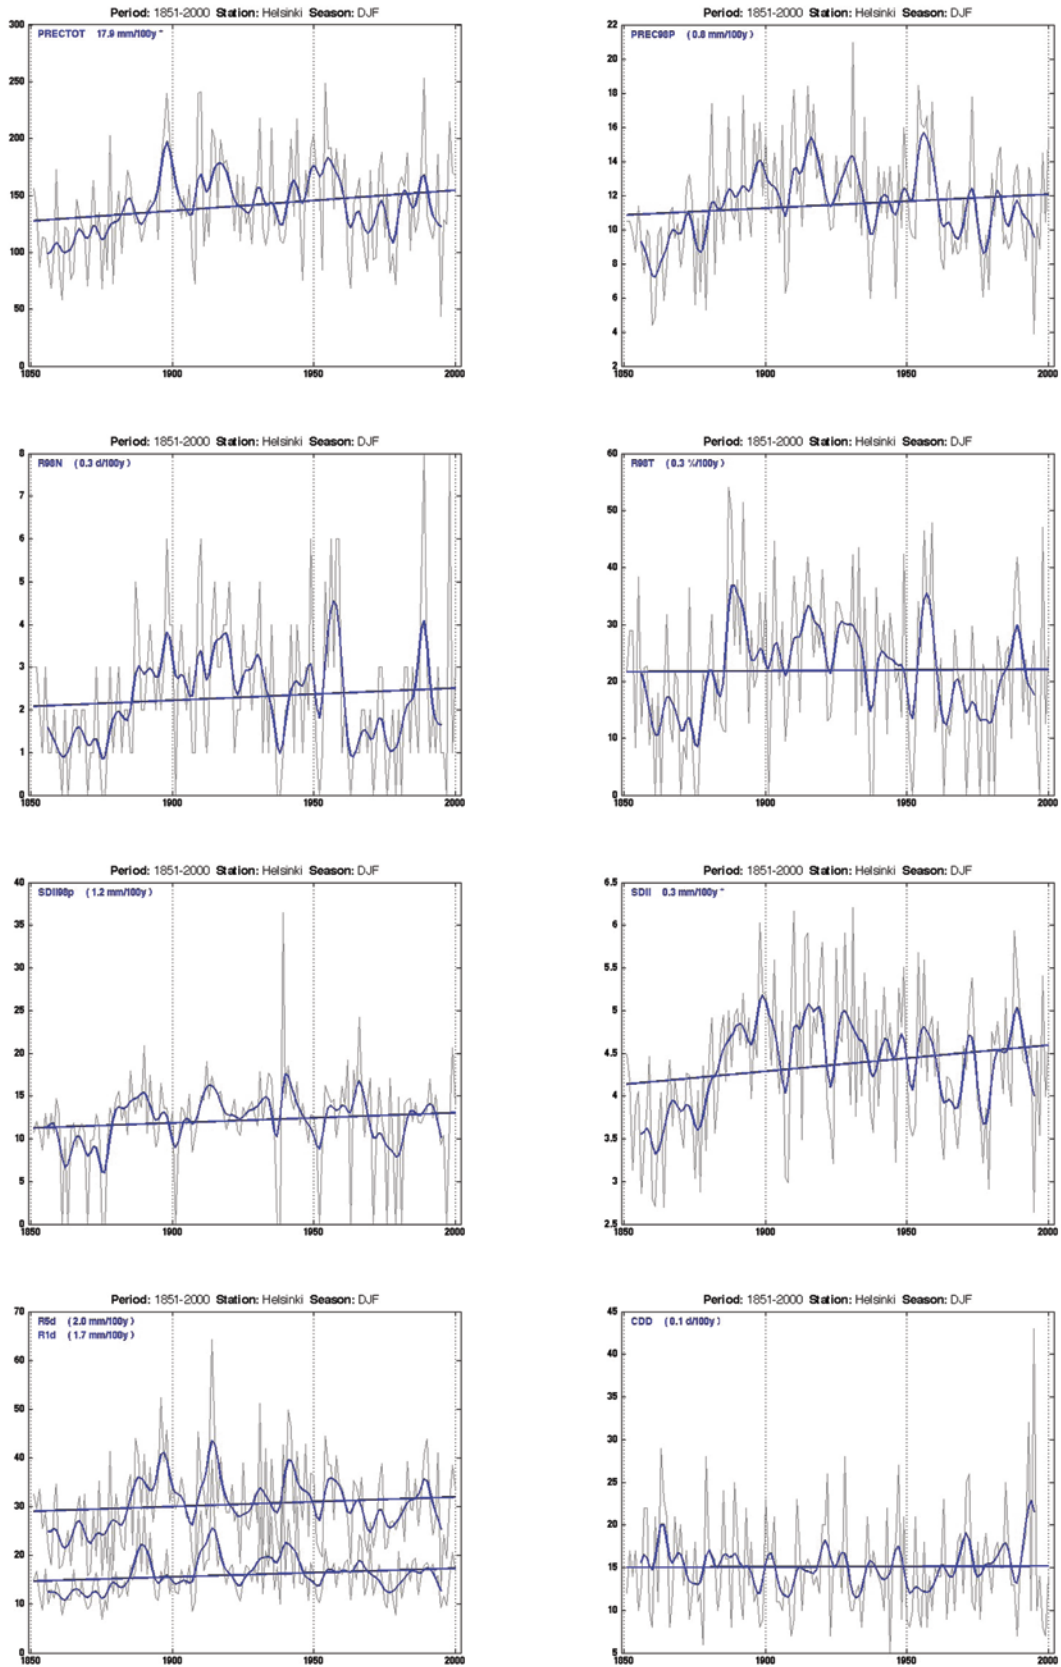 Period: 1851-2000 Station: Helsinki Season: DJF
PRECTOT 17.9 mm/100y *
300
250
200
150
100
50
0
1850 1900 1950 2000
Period: 1851-2000 Station: Helsinki Season: DJF
PREC98P ( 0.8 mm/100y )
22
20
18
16
14
12
10
8
6
4
2
1850 1900 1950 2000
Period: 1851-2000 Station: Helsinki Season: DJF
R98N ( 0.3 d/100y )
8
7
6
5
4
3
2
1
0
1850 1900 1950 2000
Period: 1851-2000 Station: Helsinki Season: DJF
R98T ( 0.3 %/100y )
60
50
40
30
20
10
0
1850 1900 1950 2000
Period: 1851-2000 Station: Helsinki Season: DJF
SDII98p ( 1.2 mm/100y )
40
35
30
25
20
15
10
5
0
1850 1900 1950 2000
Period: 1851-2000 Station: Helsinki Season: DJF
SDII 0.3 mm/100y *
6.5
6
5.5
5
4.5
4
3.5
3
2.5
1850 1900 1950 2000
Period: 1851-2000 Station: Helsinki Season: DJF
R5d ( 2.0 mm/100y )
R1d ( 1.7 mm/100y )
70
60
50
40
30
20
10
0
1850 1900 1950 2000
Period: 1851-2000 Station: Helsinki Season: DJF
CDD ( 0.1 d/100y )
45
40
35
30
25
20
15
10
5
1850 1900 1950 2000